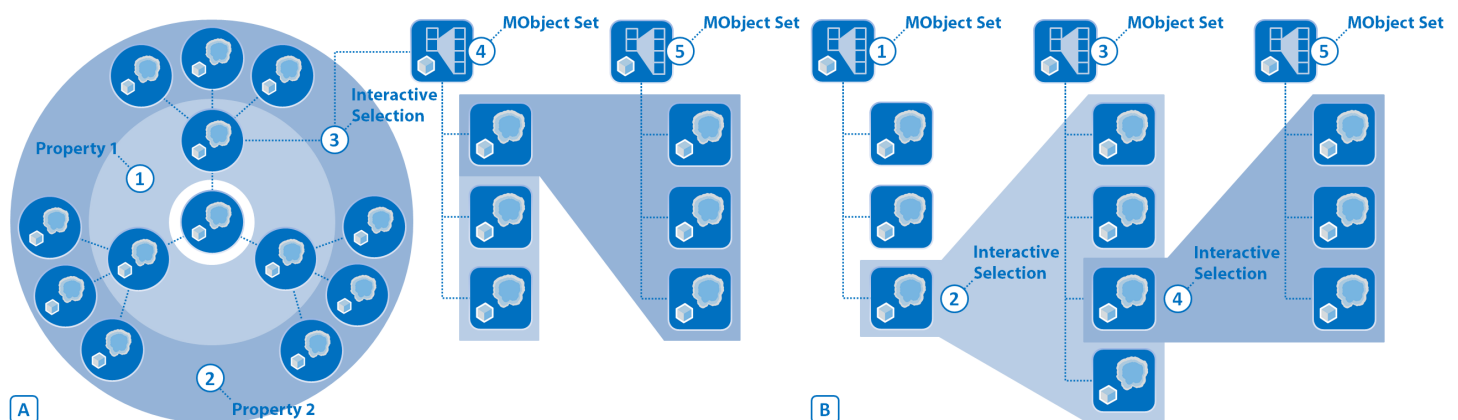 MObject Set
4
MObject Set
5
Interactive
Selection
3
Property 1
1
2
Property 2
A
MObject Set
1
MObject Set
3
MObject Set
5
Interactive
Selection
2
Interactive
Selection
4
B